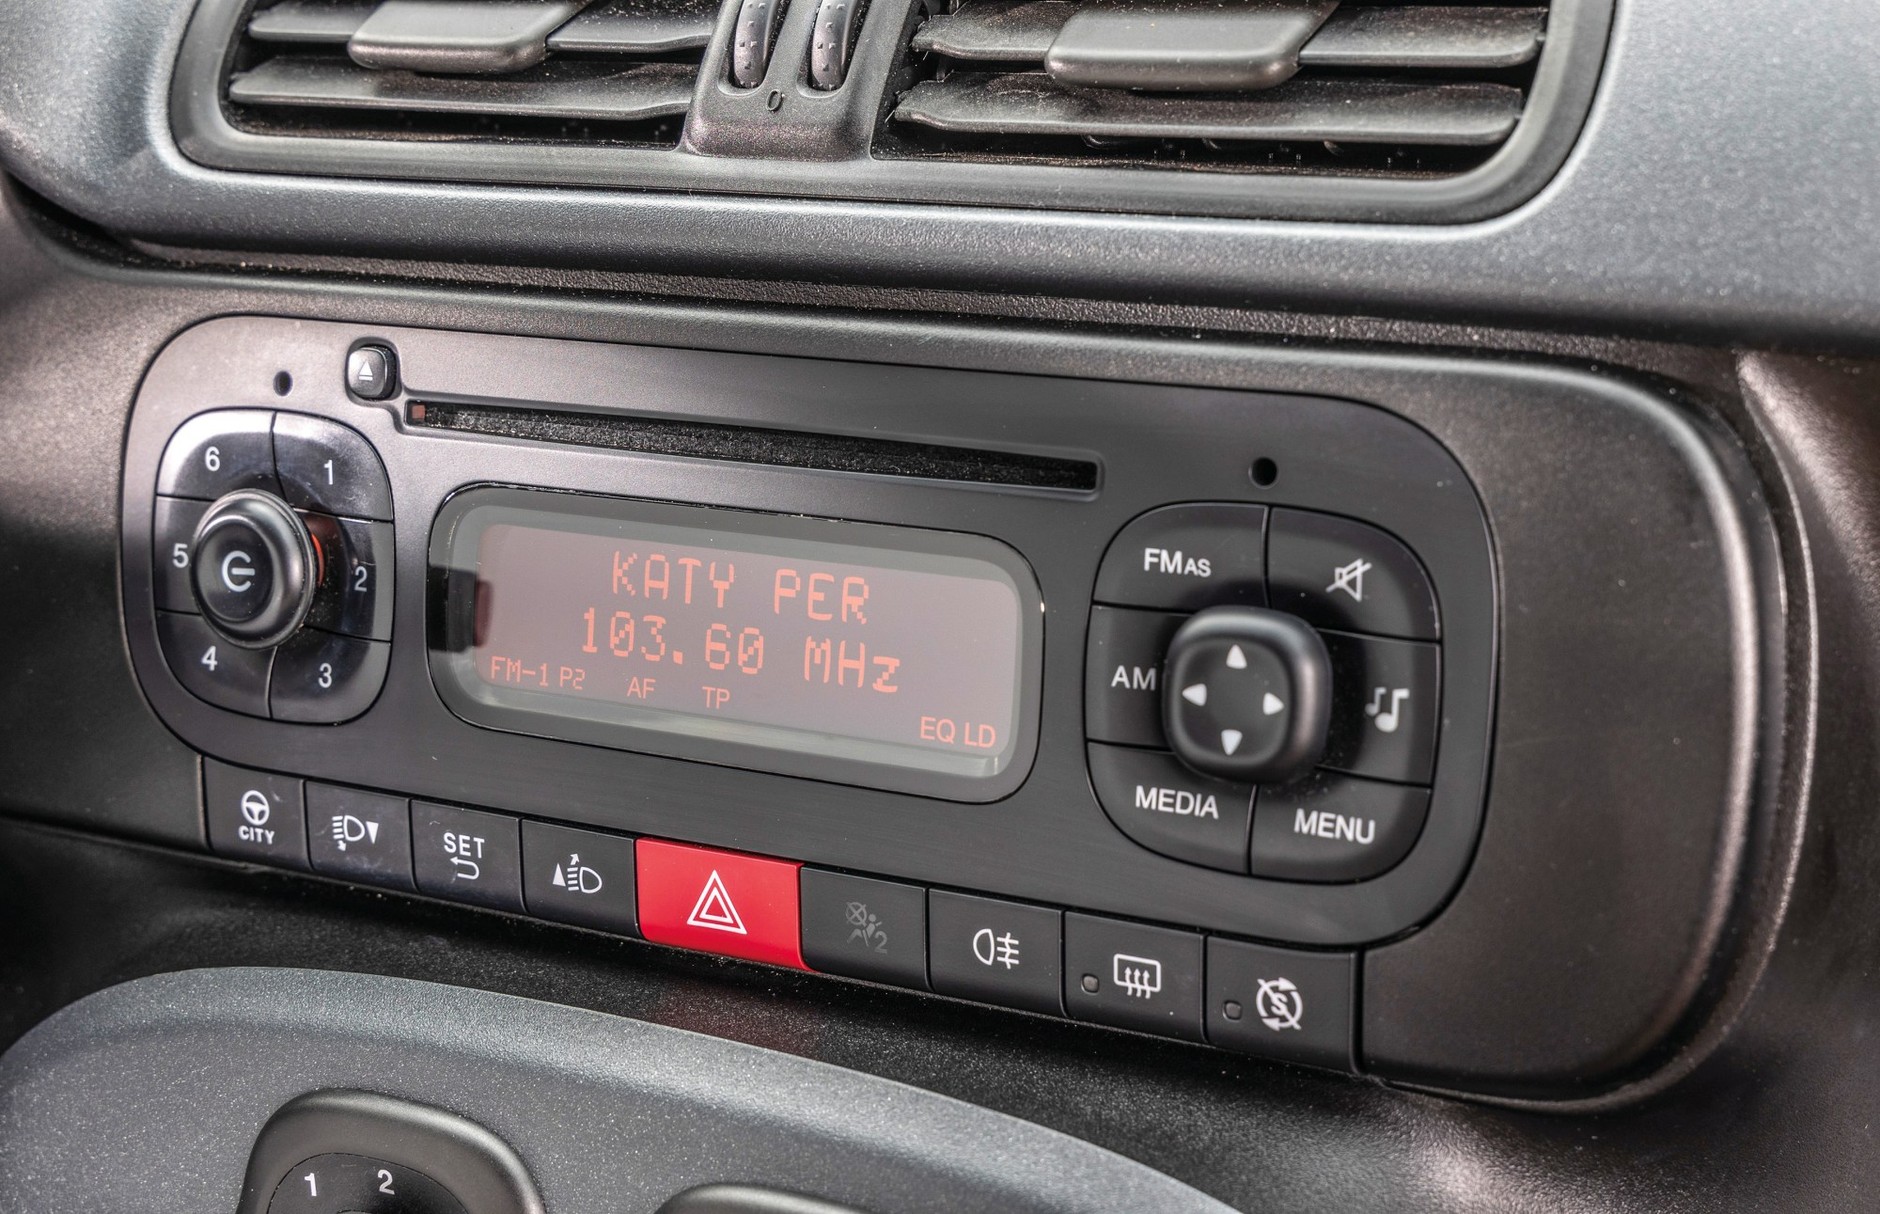 0
6 1
5 2
4 3
KATY PER
103.60 MHz
FM-1 P2 AF TP
EQ LD
FMAS
AM
MEDIA MENU
CITY
SET
2
1 2